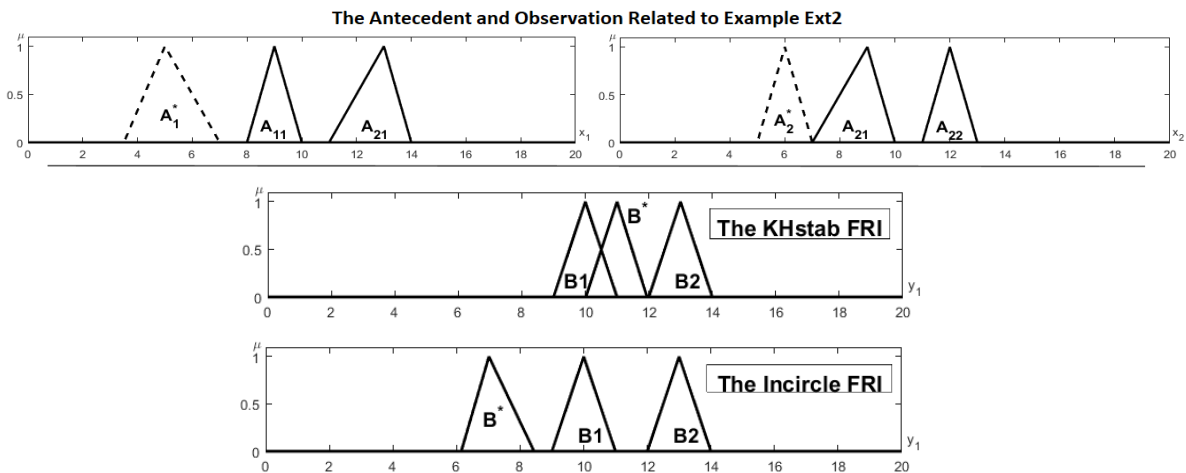 The Antecedent and Observation Related to Example Ext2
μ
1
0.5
0
A*1
A11
A21
x1
0 2 4 6 8 10 12 14 16 18 20
μ
1
0.5
0
A*2
A21
A22
x2
0 2 4 6 8 10 12 14 16 18 20
μ
1
0.5
0
B1
B*
B2
The KHstab FRI
y1
0 2 4 6 8 10 12 14 16 18 20
μ
1
0.5
0
B*
B1
B2
The Incircle FRI
y1
0 2 4 6 8 10 12 14 16 18 20